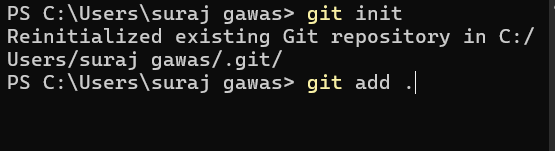 PS C:\Users\suraj gawas> git init
Reinitialized existing Git repository in C:/
Users/suraj gawas/.git/
PS C:\Users\suraj gawas> git add .